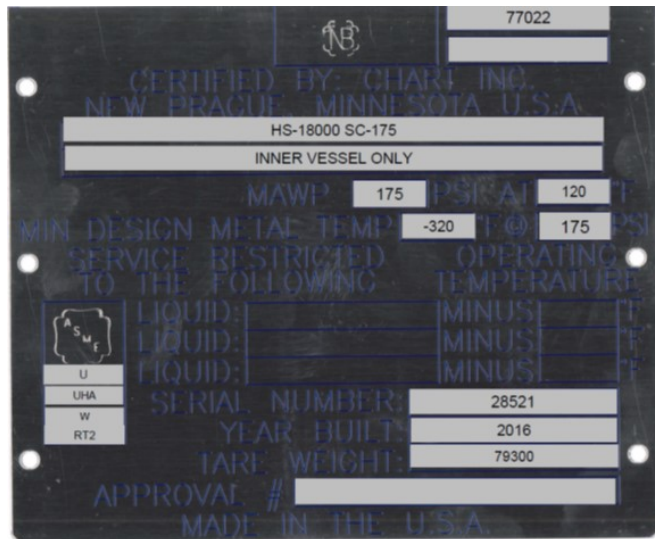 77022
NB
CERTIFIED BY: CHART INC.
NEW PRAGUE, MINNESOTA U.S.A.
HS-18000 SC-175
INNER VESSEL ONLY
MAWP 175 PSI AT 120 °F
MIN DESIGN METAL TEMP -320 °F @ 175 PSI
SERVICE RESTRICTED OPERATING
TO THE FOLLOWING TEMPERATURE
LIQUID: MINUS °F
LIQUID: MINUS °F
LIQUID: MINUS °F
ASME
U
UHA
W
RT2
SERIAL NUMBER: 28521
YEAR BUILT: 2016
TARE WEIGHT: 79300
APPROVAL #
MADE IN THE U.S.A.